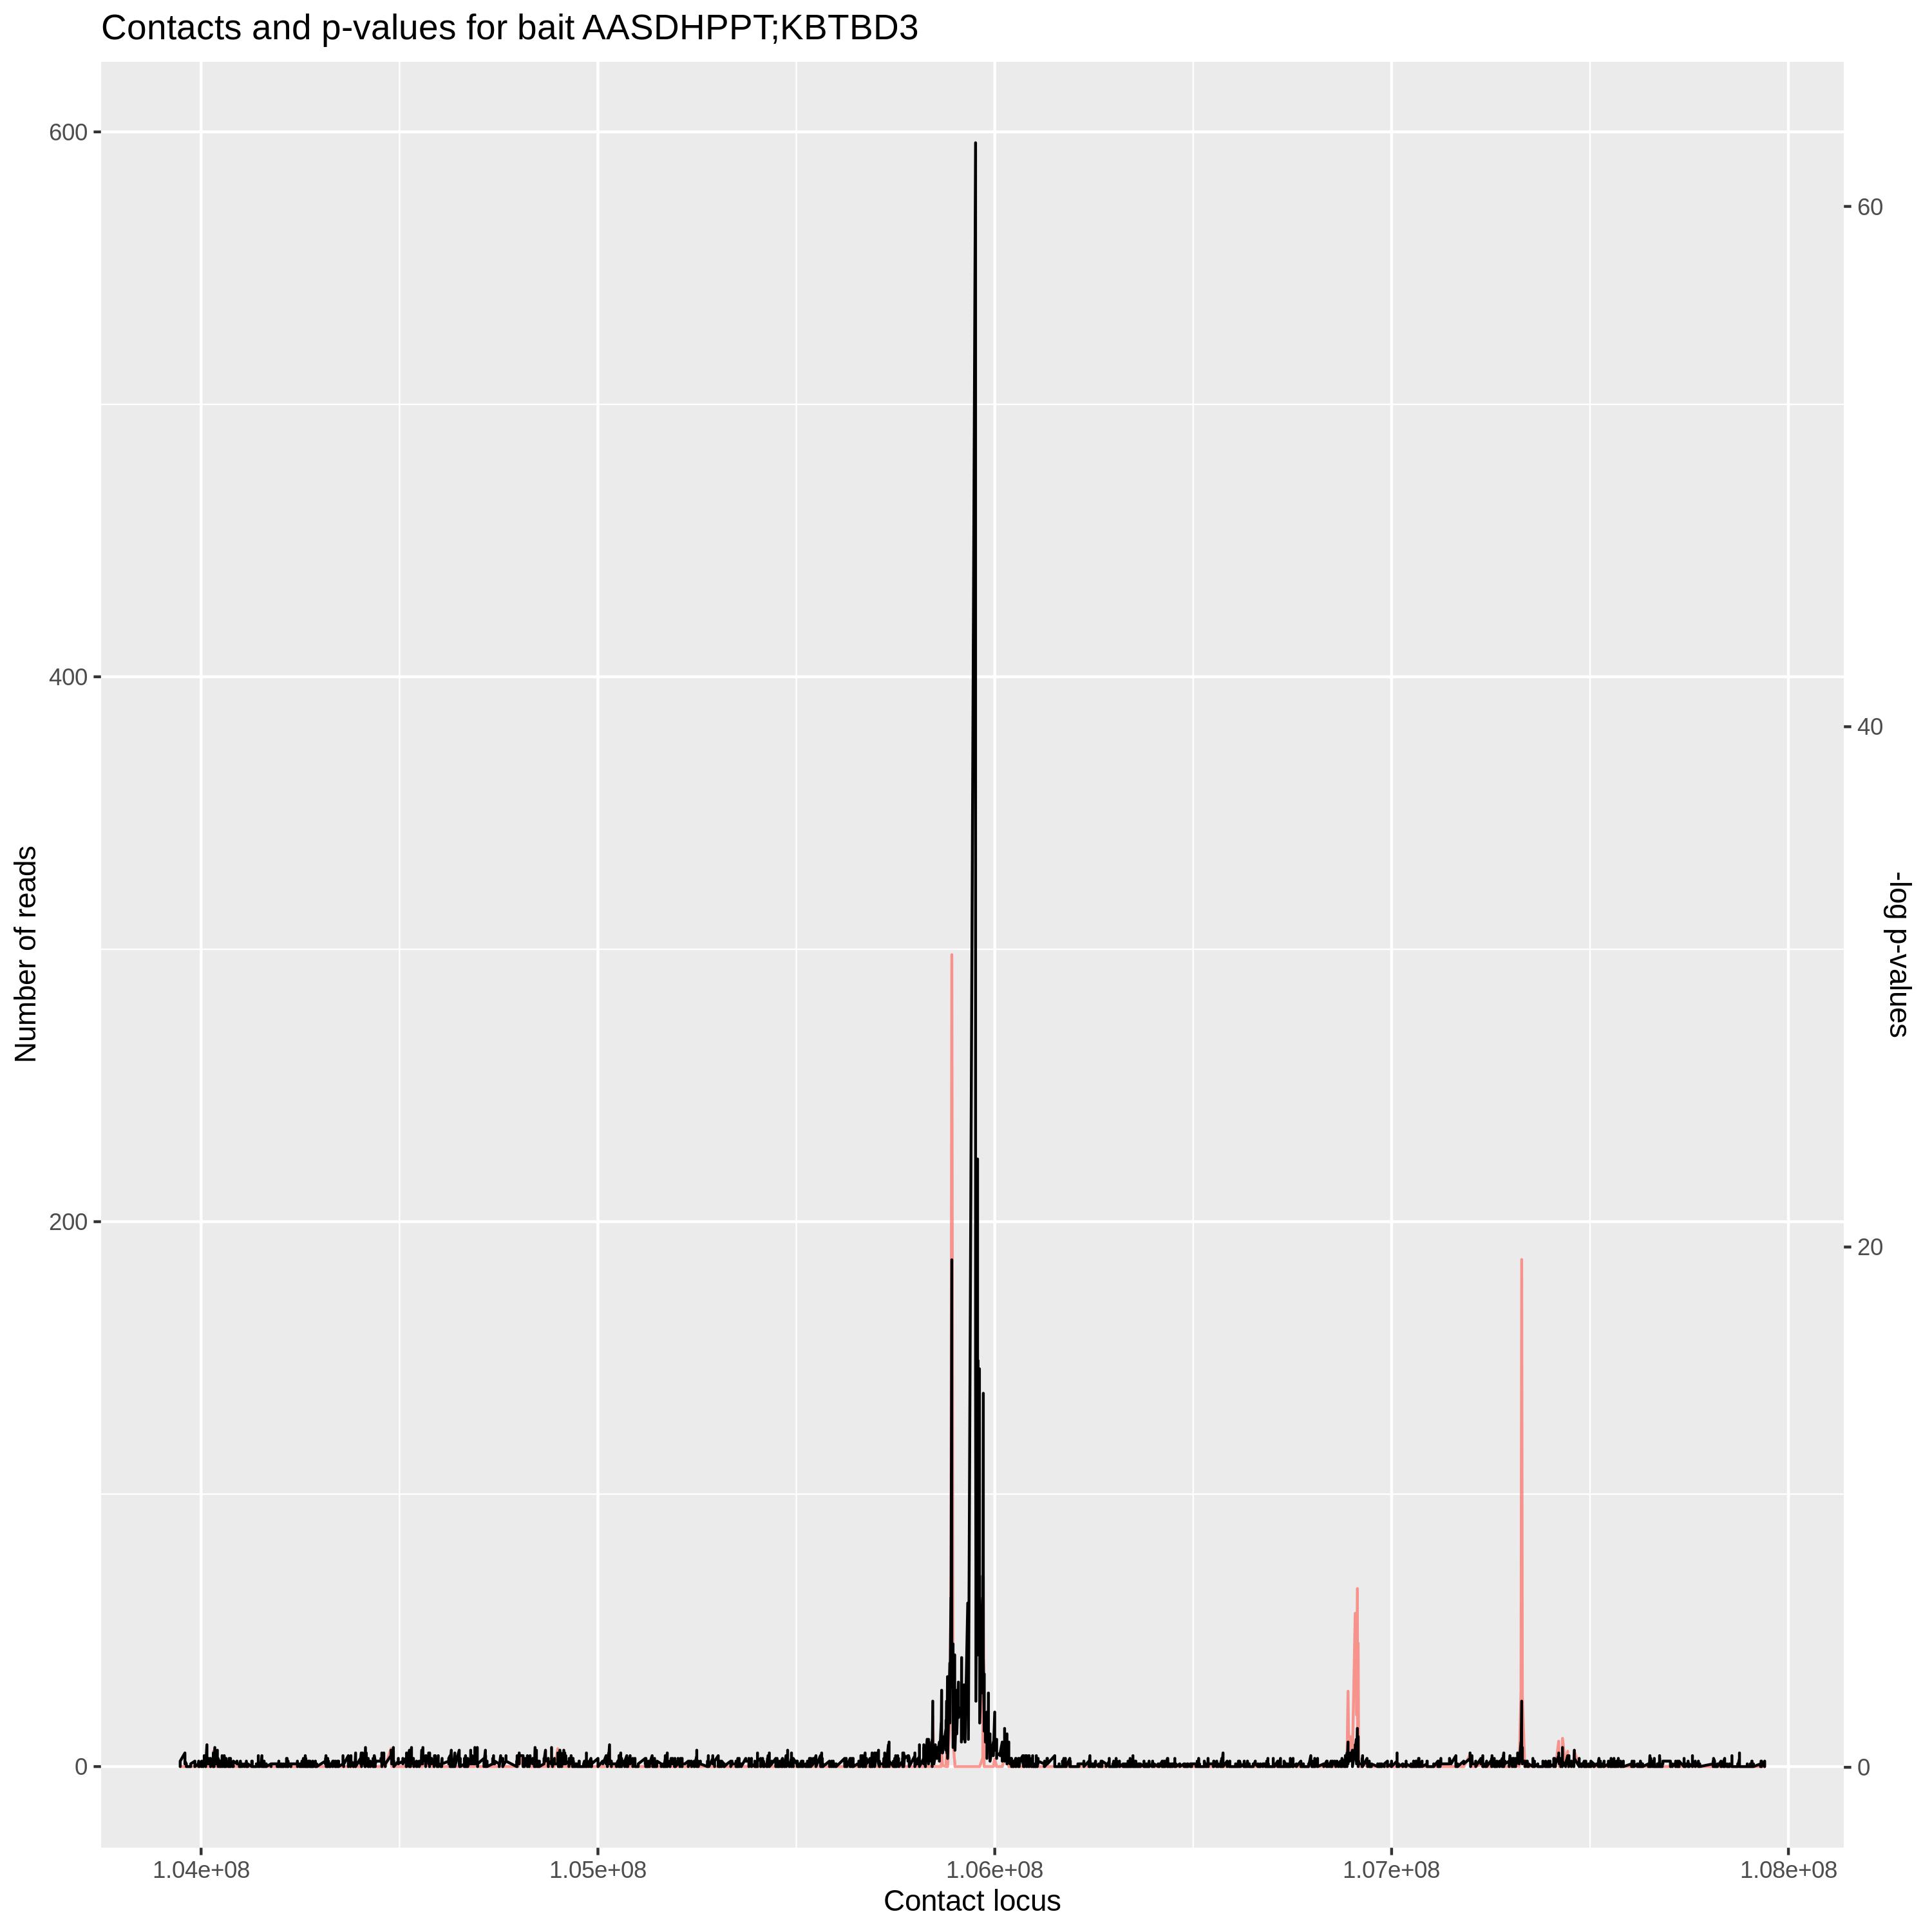 Contacts and p-values for bait AASDHPPT;KBTBD3
600
400
200
0
Number of reads
60
40
20
0
-log p-values
1.04e+08
1.05e+08
1.06e+08
1.07e+08
1.08e+08
Contact locus